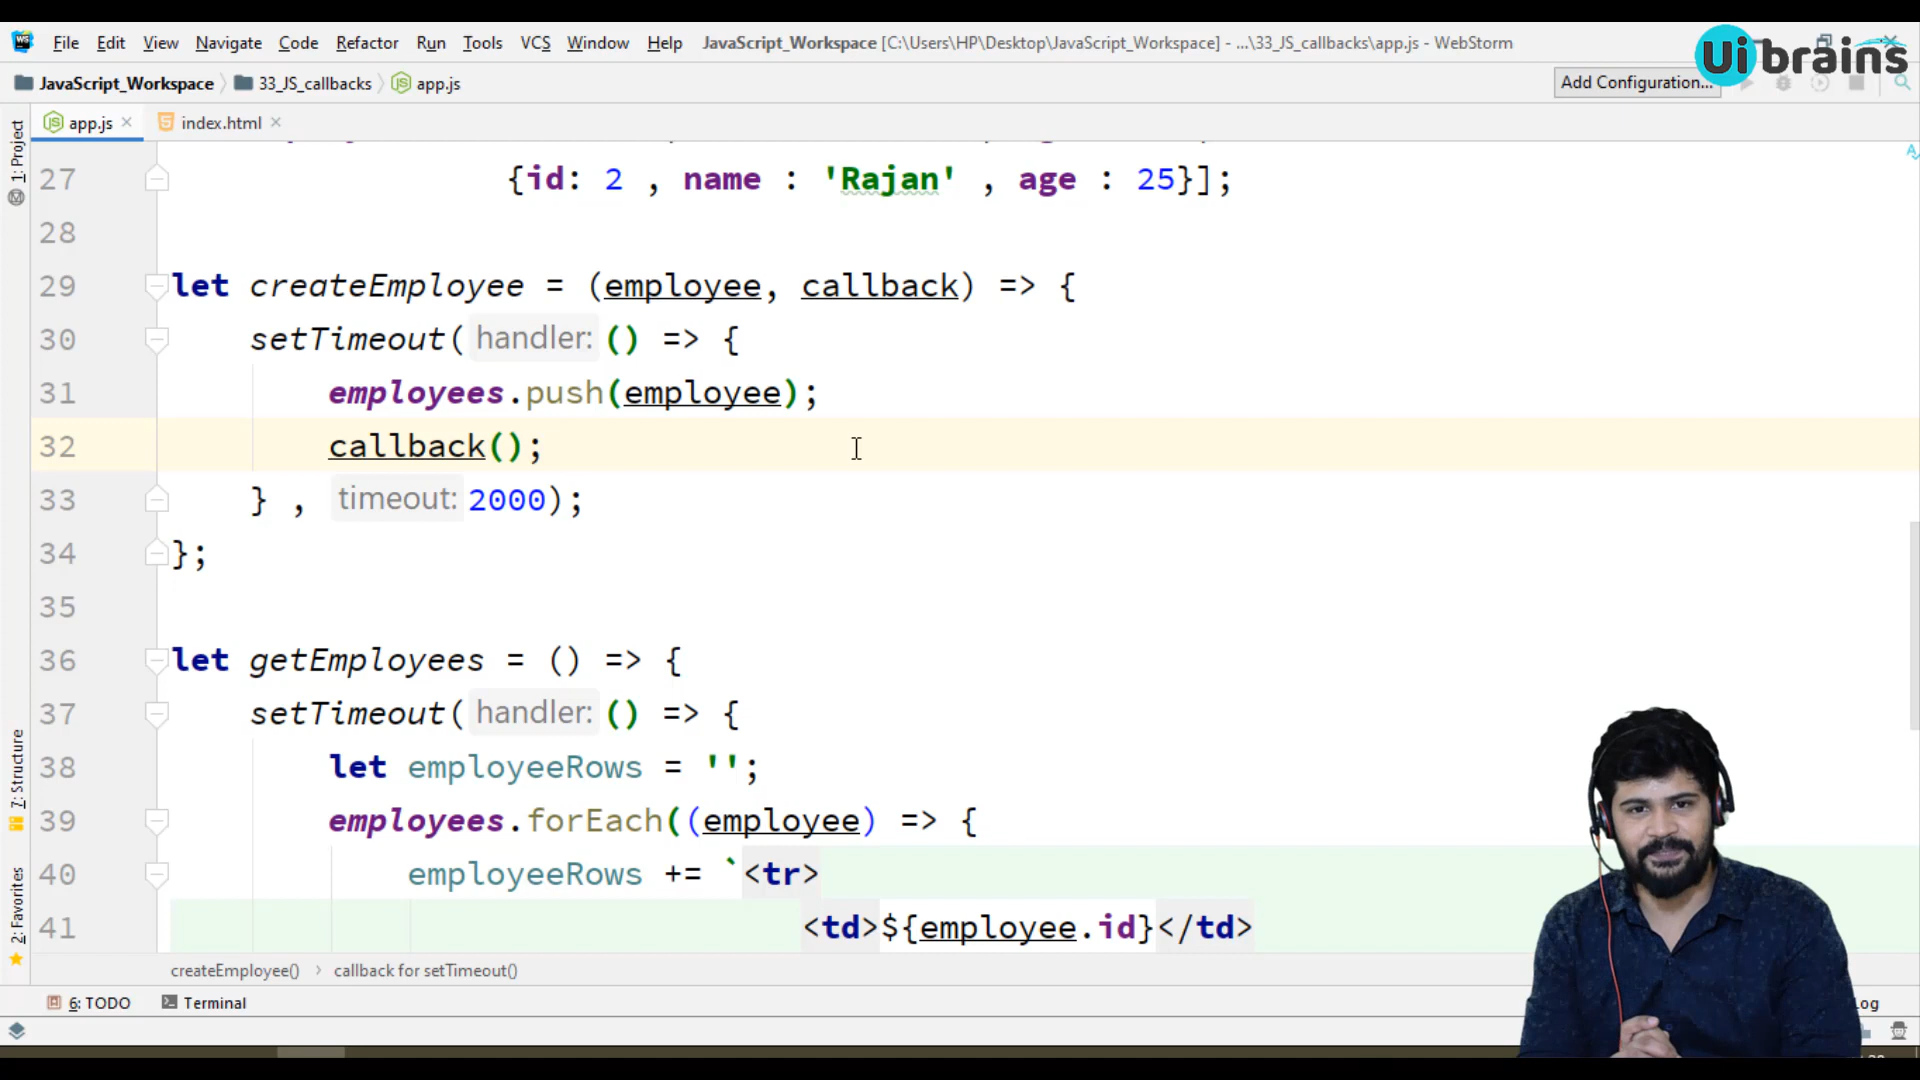 File Edit View Navigate Code Refactor Run Tools VCS Window Help JavaScript_Workspace [C:\Users\HP\Desktop\JavaScript_Workspace] - ...\33_JS_callbacks\app.js - WebStorm
Ui brains
JavaScript_Workspace 33_JS_callbacks app.js Add Configuration...
app.js index.html
1: Project
7: Structure
2: Favorites
27 {id: 2 , name : 'Rajan' , age : 25}];
28
29 let createEmployee = (employee, callback) => {
30 setTimeout( handler: () => {
31 employees.push(employee);
32 callback();
33 } , timeout: 2000);
34 };
35
36 let getEmployees = () => {
37 setTimeout( handler: () => {
38 let employeeRows = '';
39 employees.forEach((employee) => {
40 employeeRows += `<tr>
41 <td>${employee.id}</td>
createEmployee() › callback for setTimeout()
6: TODO Terminal